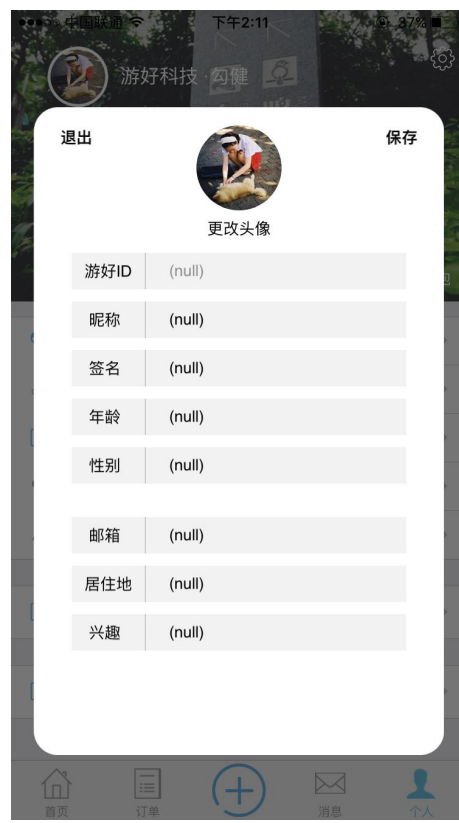 中国联通 下午2:11 37%
游好科技·勾健
退出 保存
更改头像
游好ID (null)
昵称 (null)
签名 (null)
年龄 (null)
性别 (null)
邮箱 (null)
居住地 (null)
兴趣 (null)
首页 订单 消息 个人